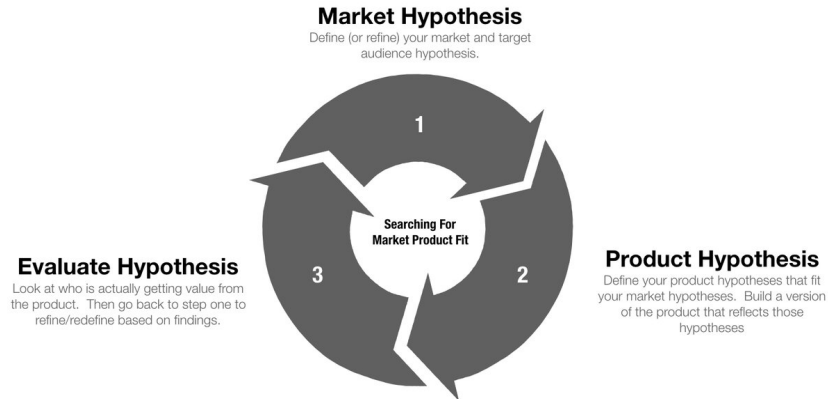 Market Hypothesis
Define (or refine) your market and target
audience hypothesis.
1
Searching For
Market Product Fit
Product Hypothesis
Define your product hypotheses that fit
your market hypotheses.  Build a version
of the product that reflects those
hypotheses
2
Evaluate Hypothesis
Look at who is actually getting value from
the product.  Then go back to step one to
refine/redefine based on findings.
3